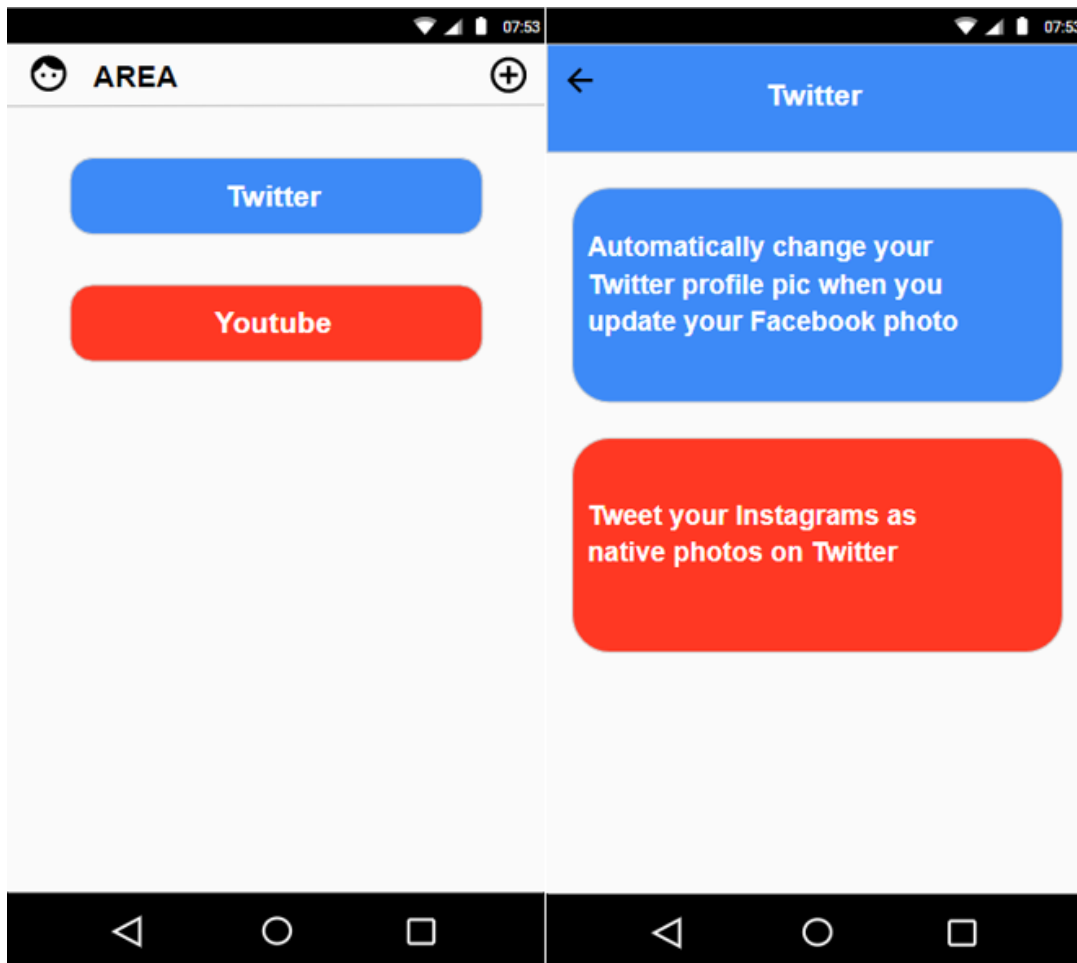 07:53
AREA
Twitter
Youtube
07:53
Twitter
Automatically change your
Twitter profile pic when you
update your Facebook photo
Tweet your Instagrams as
native photos on Twitter